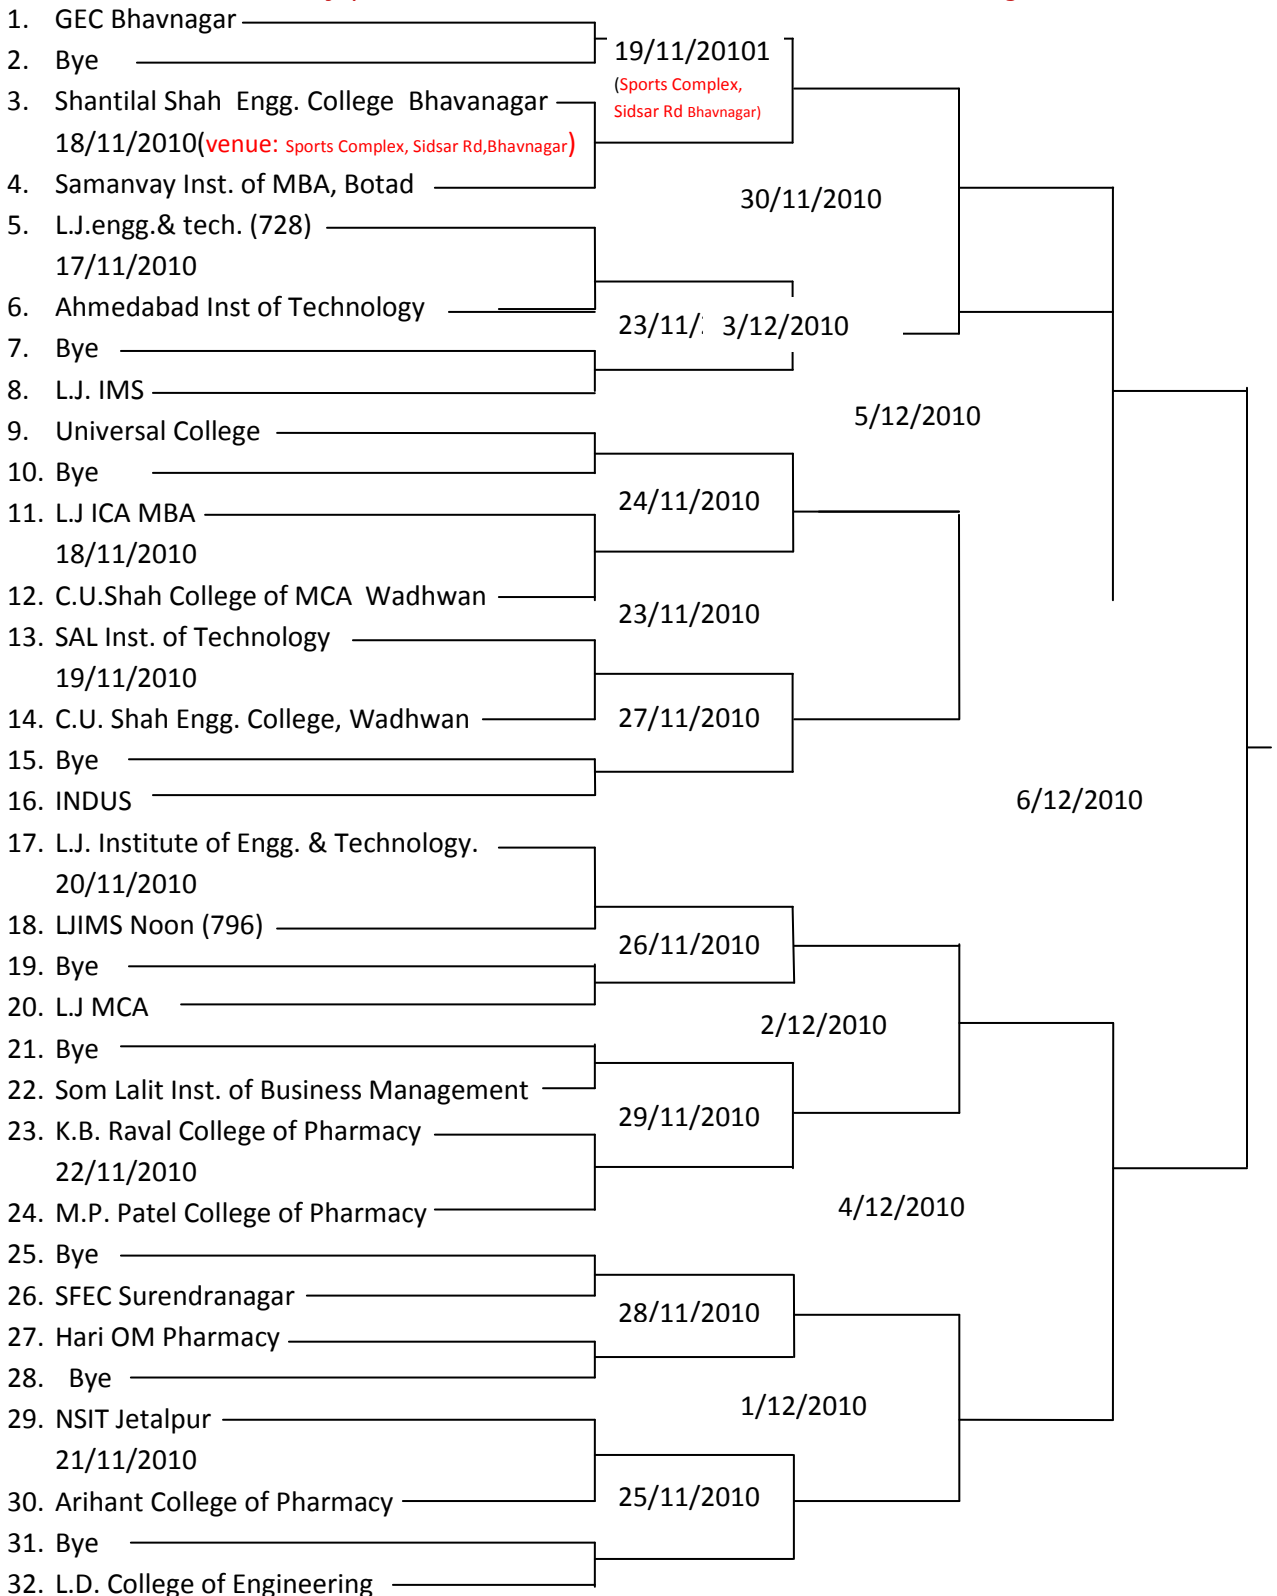 1. GEC Bhavnagar
2. Bye
19/11/20101
(Sports Complex,
Sidsar Rd Bhavnagar)
3. Shantilal Shah Engg. College Bhavanagar
18/11/2010(venue: Sports Complex, Sidsar Rd,Bhavnagar)
4. Samanvay Inst. of MBA, Botad
30/11/2010
5. L.J.engg.& tech. (728)
17/11/2010
6. Ahmedabad Inst of Technology
23/11/
3/12/2010
7. Bye
8. L.J. IMS
5/12/2010
9. Universal College
10. Bye
24/11/2010
11. L.J ICA MBA
18/11/2010
12. C.U.Shah College of MCA Wadhwan
23/11/2010
13. SAL Inst. of Technology
19/11/2010
14. C.U. Shah Engg. College, Wadhwan
27/11/2010
15. Bye
16. INDUS
6/12/2010
17. L.J. Institute of Engg. & Technology.
20/11/2010
18. LJIMS Noon (796)
26/11/2010
19. Bye
20. L.J MCA
2/12/2010
21. Bye
22. Som Lalit Inst. of Business Management
29/11/2010
23. K.B. Raval College of Pharmacy
22/11/2010
24. M.P. Patel College of Pharmacy
4/12/2010
25. Bye
26. SFEC Surendranagar
28/11/2010
27. Hari OM Pharmacy
28. Bye
1/12/2010
29. NSIT Jetalpur
21/11/2010
30. Arihant College of Pharmacy
25/11/2010
31. Bye
32. L.D. College of Engineering